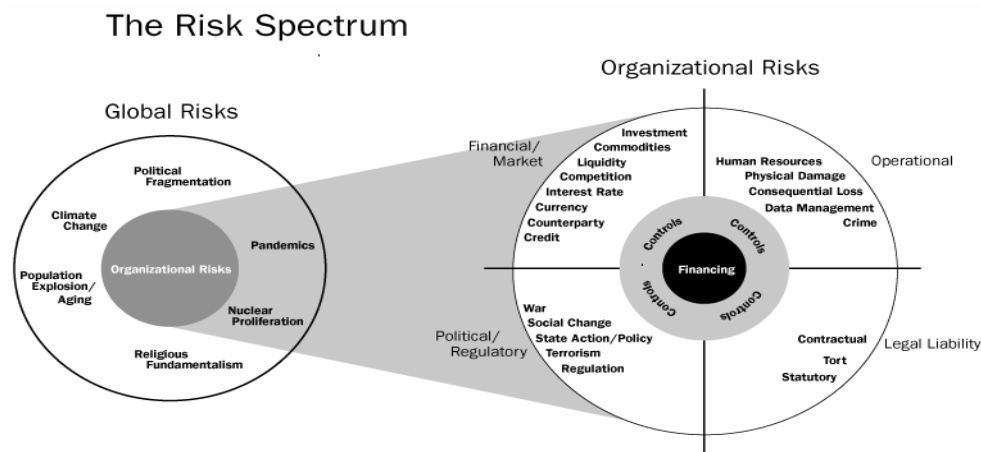 The Risk Spectrum
Global Risks
Political
Fragmentation
Climate
Change
Pandemics
Organizational Risks
Population
Explosion/
Aging
Nuclear
Proliferation
Religious
Fundamentalism
Organizational Risks
Financial/
Market
Investment
Commodities
Liquidity
Competition
Interest Rate
Currency
Counterparty
Credit
Operational
Human Resources
Physical Damage
Consequential Loss
Data Management
Crime
Controls
Controls
Financing
Controls
Controls
Political/
Regulatory
War
Social Change
State Action/Policy
Terrorism
Regulation
Legal Liability
Contractual
Tort
Statutory